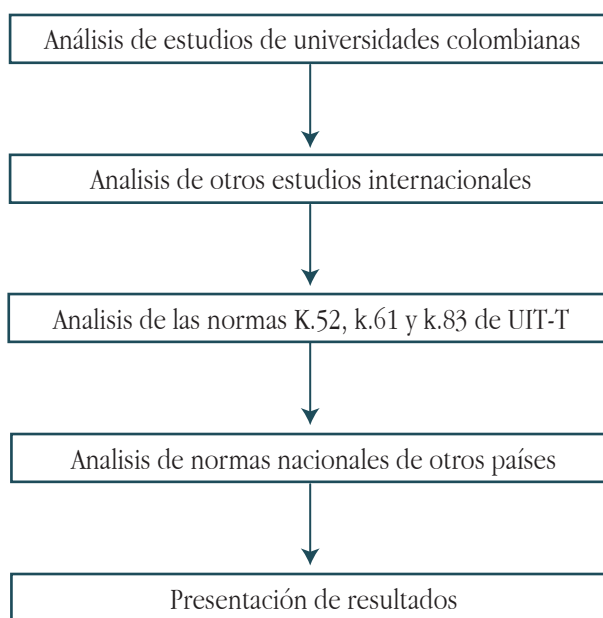 Análisis de estudios de universidades colombianas
Analisis de otros estudios internacionales
Analisis de las normas K.52, k.61 y k.83 de UIT-T
Analisis de normas nacionales de otros países
Presentación de resultados